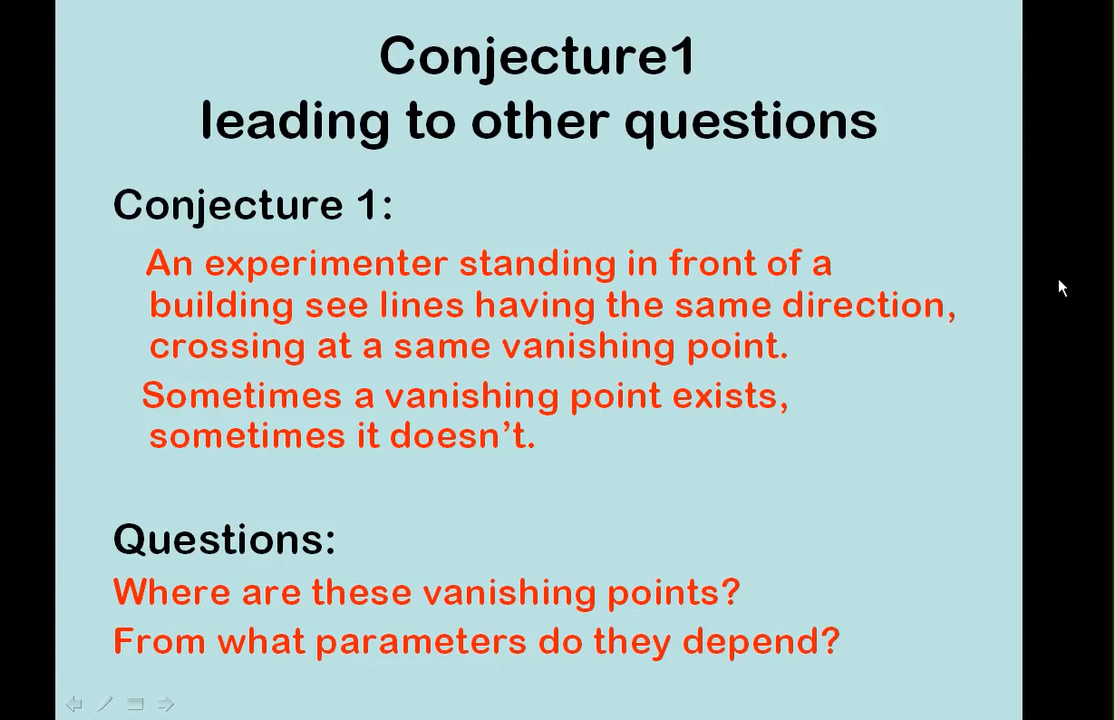 Conjecture1
leading to other questions
Conjecture 1:
An experimenter standing in front of a
building see lines having the same direction,
crossing at a same vanishing point.
Sometimes a vanishing point exists,
sometimes it doesn’t.
Questions:
Where are these vanishing points?
From what parameters do they depend?